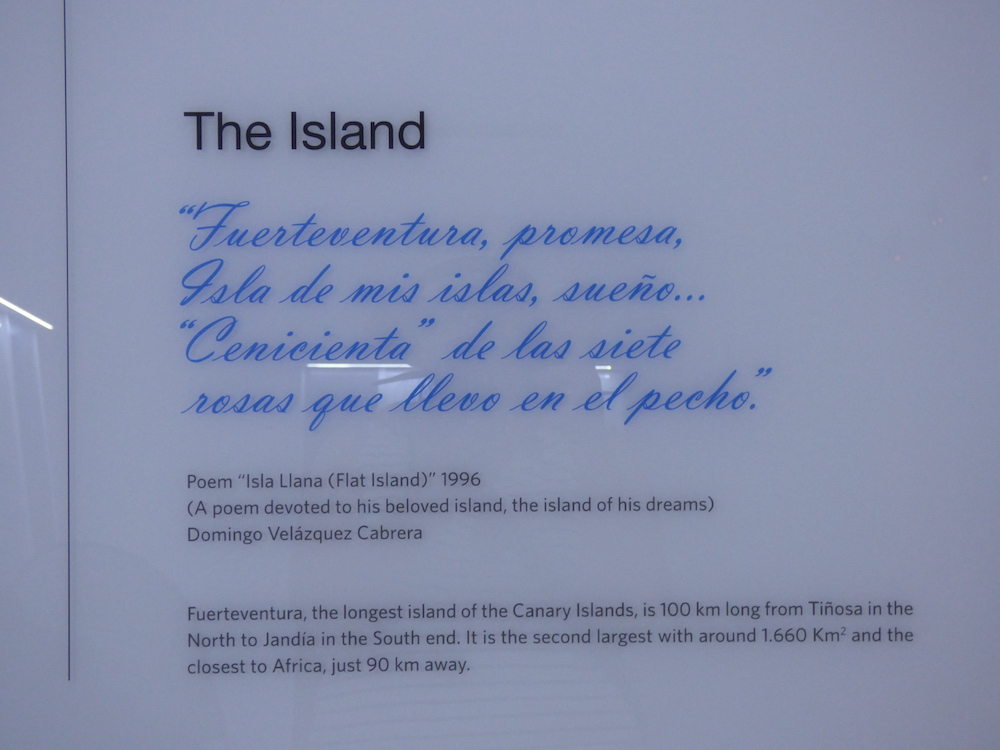 The Island
“Fuerteventura, promesa,
Isla de mis islas, sueño...
“Cenicienta” de las siete
rosas que llevo en el pecho.”
Poem “Isla Llana (Flat Island)” 1996
(A poem devoted to his beloved island, the island of his dreams)
Domingo Velázquez Cabrera
Fuerteventura, the longest island of the Canary Islands, is 100 km long from Tiñosa in the
North to Jandía in the South end. It is the second largest with around 1.660 Km² and the
closest to Africa, just 90 km away.